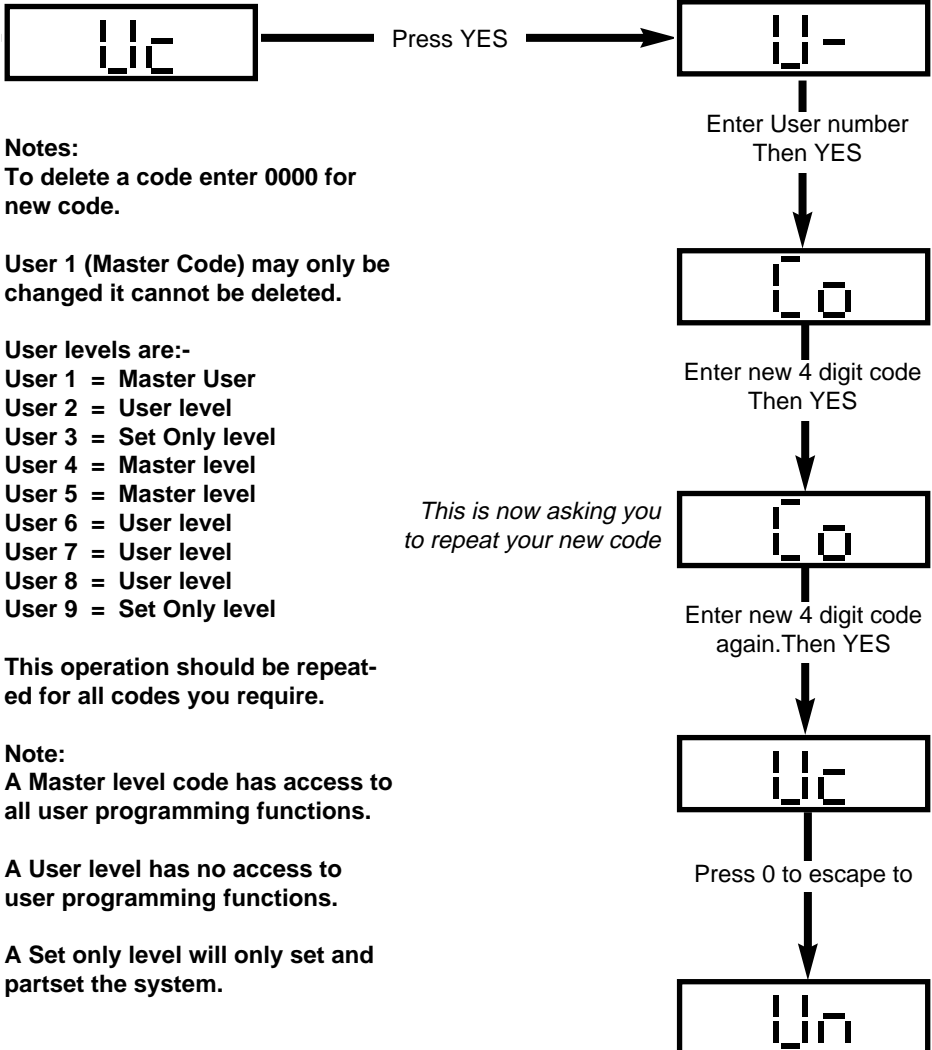 Uc
Press YES
U-
Enter User number
Then YES
Notes:
To delete a code enter 0000 for
new code.
User 1 (Master Code) may only be
changed it cannot be deleted.
User levels are:-
User 1 = Master User
User 2 = User level
User 3 = Set Only level
User 4 = Master level
User 5 = Master level
User 6 = User level
User 7 = User level
User 8 = User level
User 9 = Set Only level
This operation should be repeat-
ed for all codes you require.
Note:
A Master level code has access to
all user programming functions.
A User level has no access to
user programming functions.
A Set only level will only set and
partset the system.
Co
Enter new 4 digit code
Then YES
This is now asking you
to repeat your new code
Co
Enter new 4 digit code
again.Then YES
Uc
Press 0 to escape to
Un